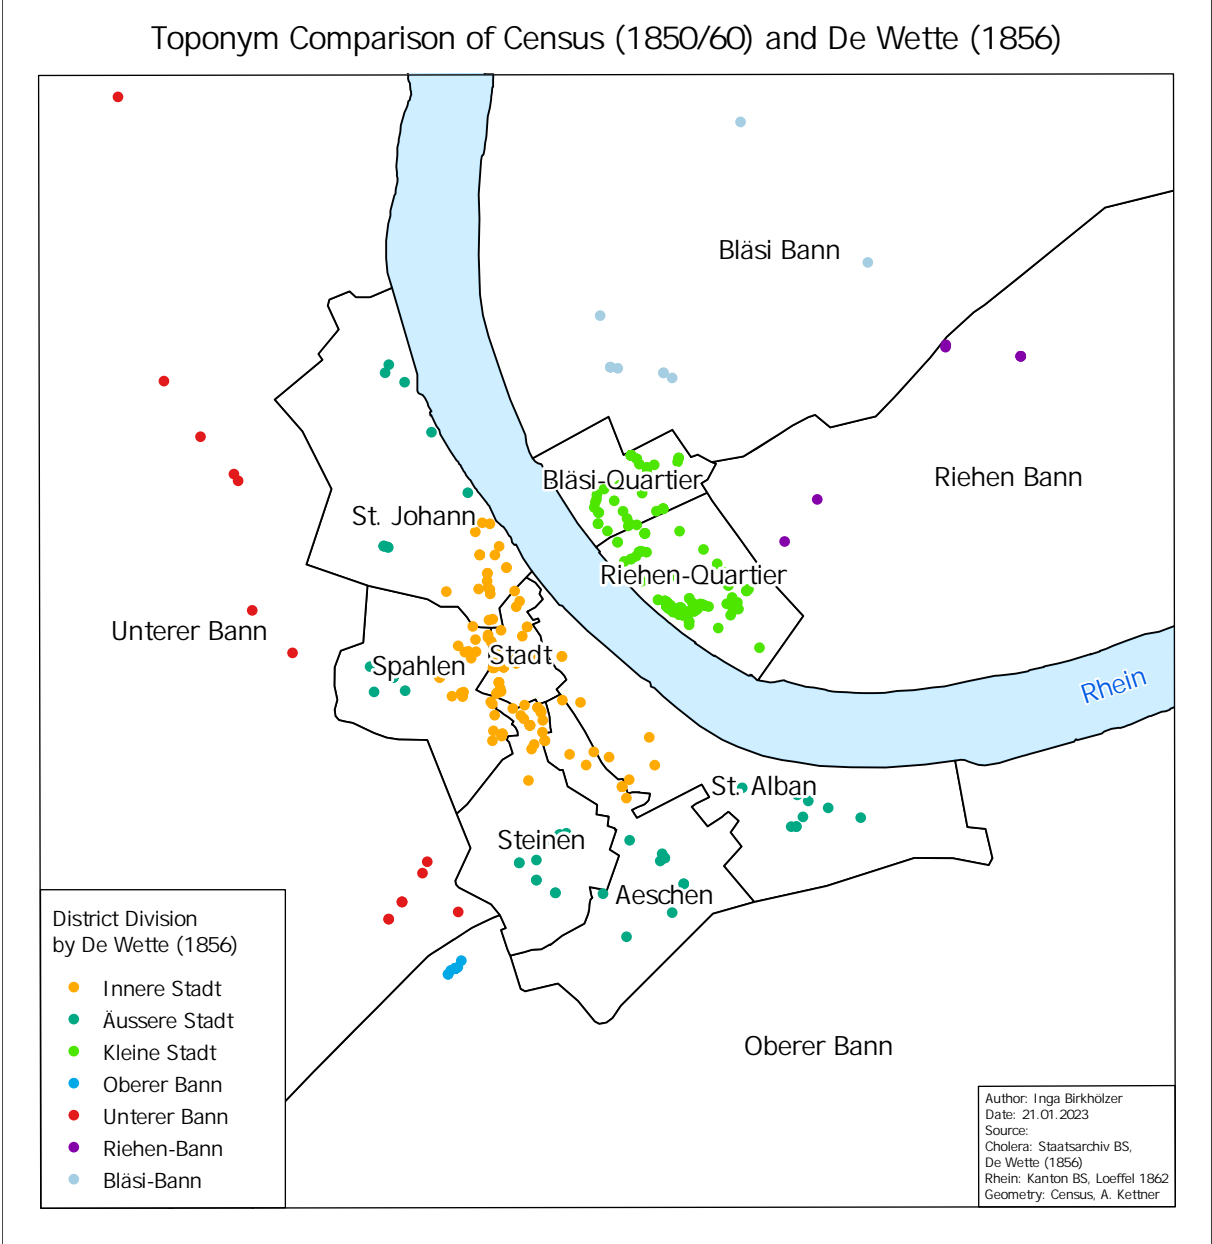 Toponym Comparison of Census (1850/60) and De Wette (1856)
Bläsi Bann
Riehen Bann
Bläsi-Quartier
St. Johann
Riehen-Quartier
Unterer Bann
Spahlen
Stadt
Rhein
St. Alban
Steinen
Aeschen
Oberer Bann
District Division
by De Wette (1856)
Innere Stadt
Äussere Stadt
Kleine Stadt
Oberer Bann
Unterer Bann
Riehen-Bann
Bläsi-Bann
Author: Inga Birkhölzer
Date: 21.01.2023
Source:
Cholera: Staatsarchiv BS,
De Wette (1856)
Rhein: Kanton BS, Loeffel 1862
Geometry: Census, A. Kettner